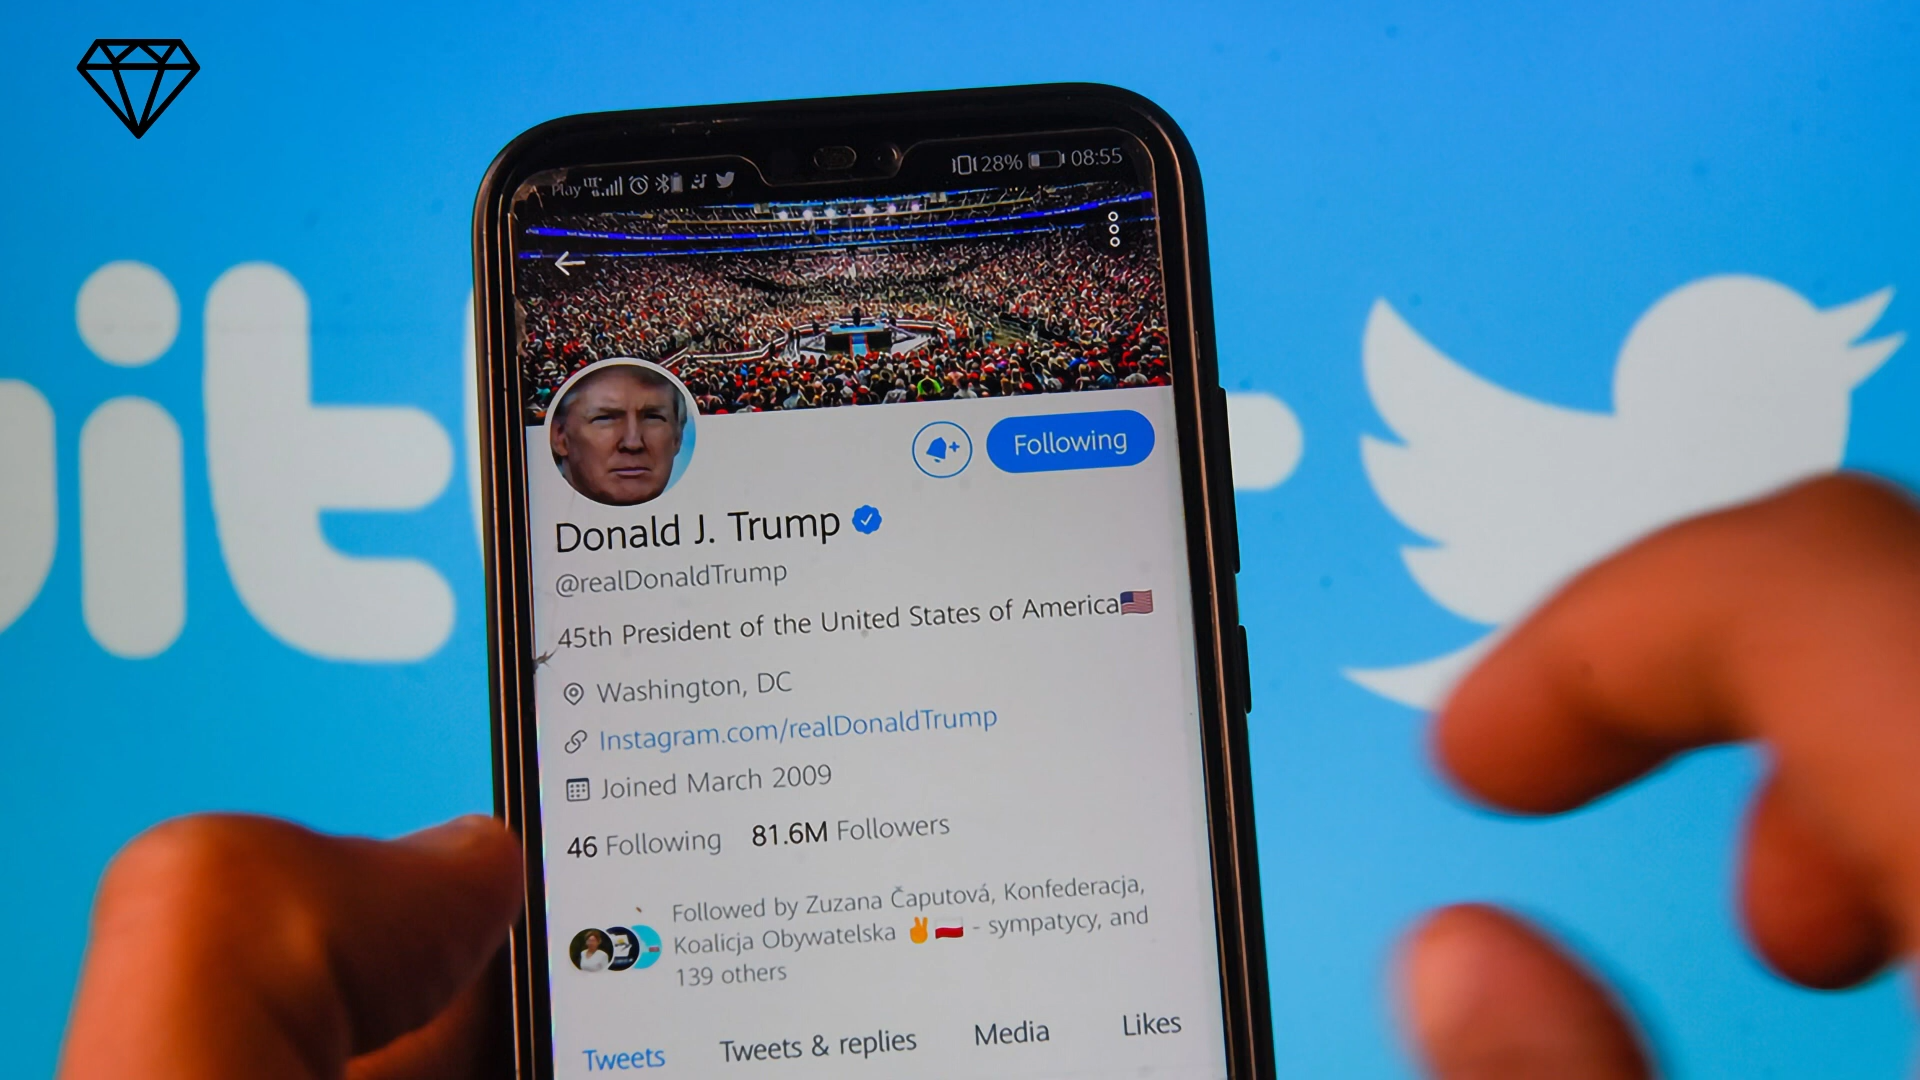 Play 28% 08:55
Following
Donald J. Trump
@realDonaldTrump
45th President of the United States of America🇺🇸
Washington, DC
Instagram.com/realDonaldTrump
Joined March 2009
46 Following 81.6M Followers
Followed by Zuzana Čaputová, Konfederacja,
Koalicja Obywatelska ✌️🇵🇱 - sympatycy, and
139 others
Tweets Tweets & replies Media Likes
itt